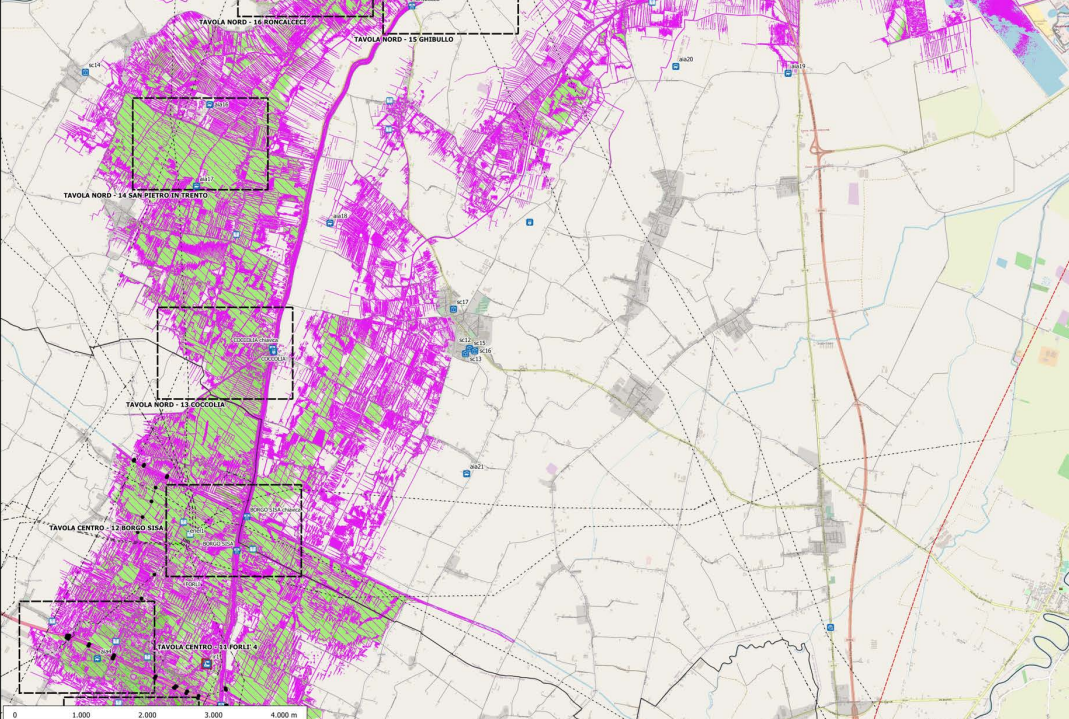 TAVOLA NORD - 16 RONCALCECI
TAVOLA NORD - 15 GHIBULLO
sc14
aia20
aia19
aia16
aia17
TAVOLA NORD - 14 SAN PIETRO IN TRENTO
aia18
sc17
COCCOLIA chiavica
COCCOLIA
sc12
sc15
sc16
sc13
TAVOLA NORD - 13 COCCOLIA
aia21
BORGO SISA chiavica
TAVOLA CENTRO - 12 BORGO SISA
BORGO SISA
FORLI
TAVOLA CENTRO - 11 FORLI' 4
0 1.000 2.000 3.000 4.000 m